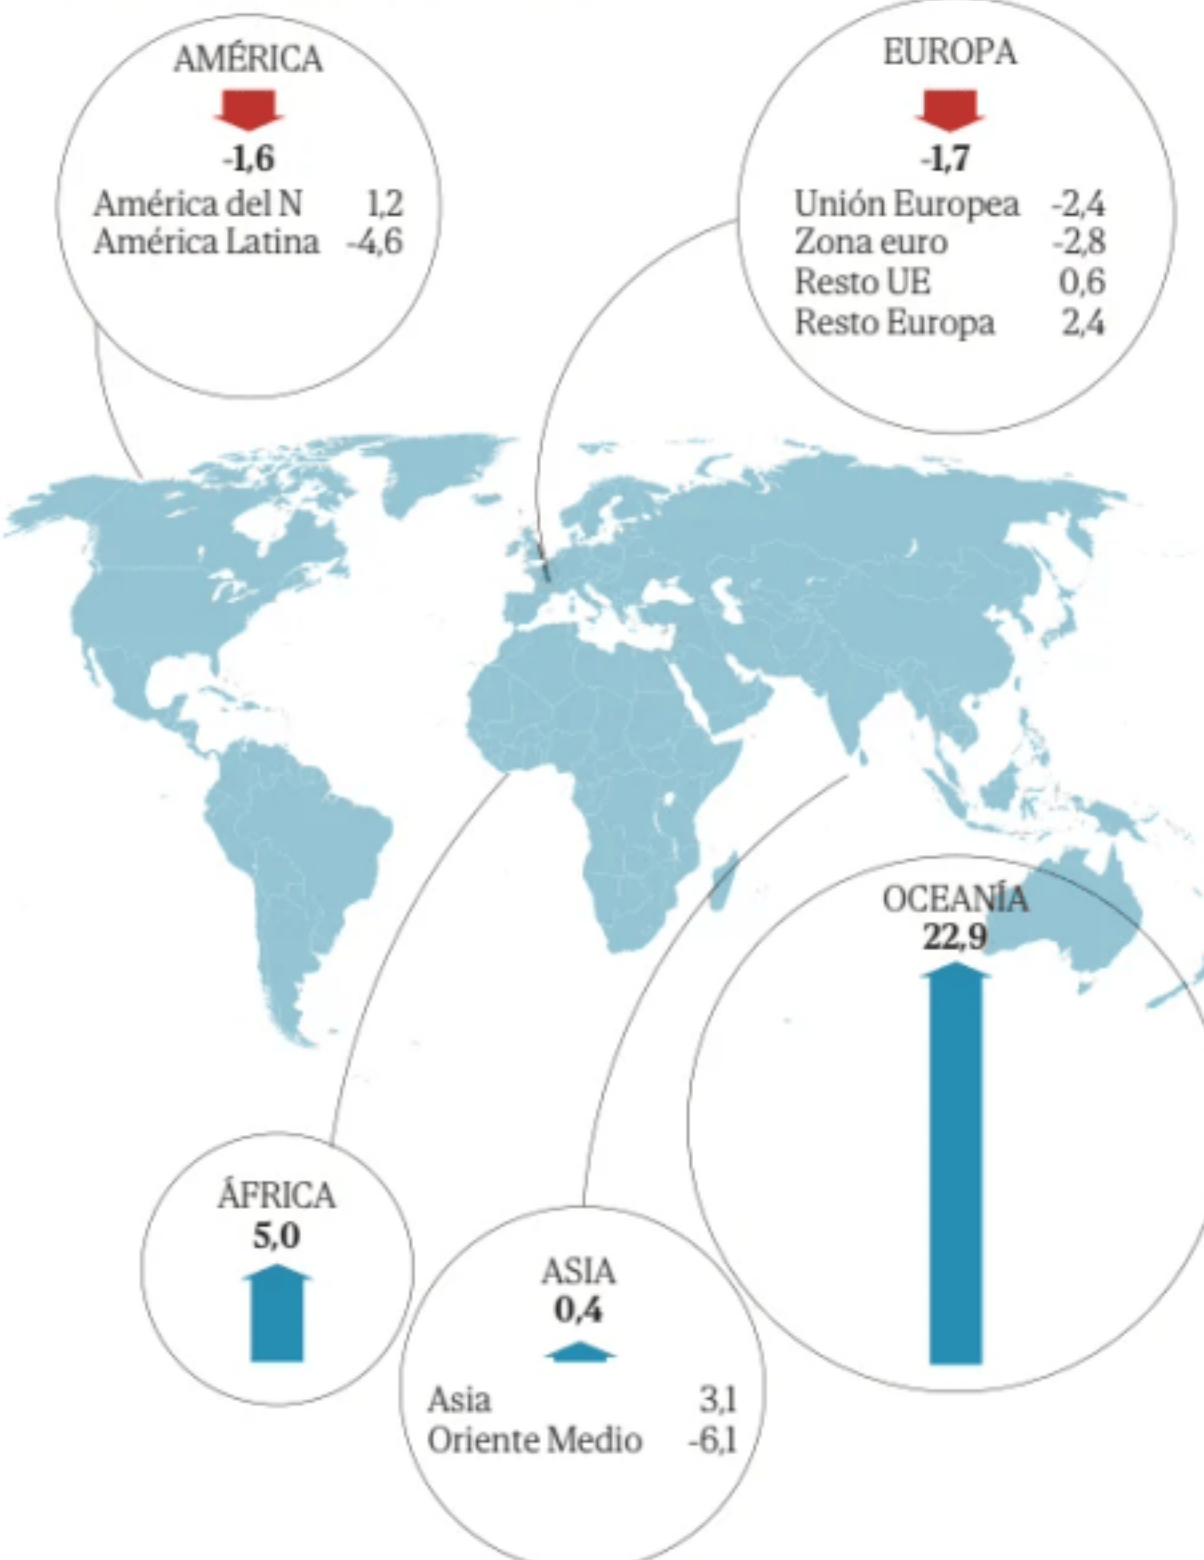 AMÉRICA
-1,6
América del N 1,2
América Latina -4,6
EUROPA
-1,7
Unión Europea -2,4
Zona euro -2,8
Resto UE 0,6
Resto Europa 2,4
OCEANÍA
22,9
ÁFRICA
5,0
ASIA
0,4
Asia 3,1
Oriente Medio -6,1